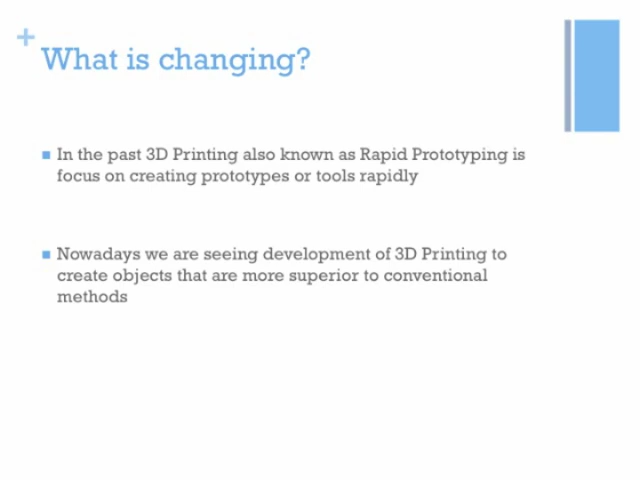 +
What is changing?
In the past 3D Printing also known as Rapid Prototyping is
focus on creating prototypes or tools rapidly
Nowadays we are seeing development of 3D Printing to
create objects that are more superior to conventional
methods